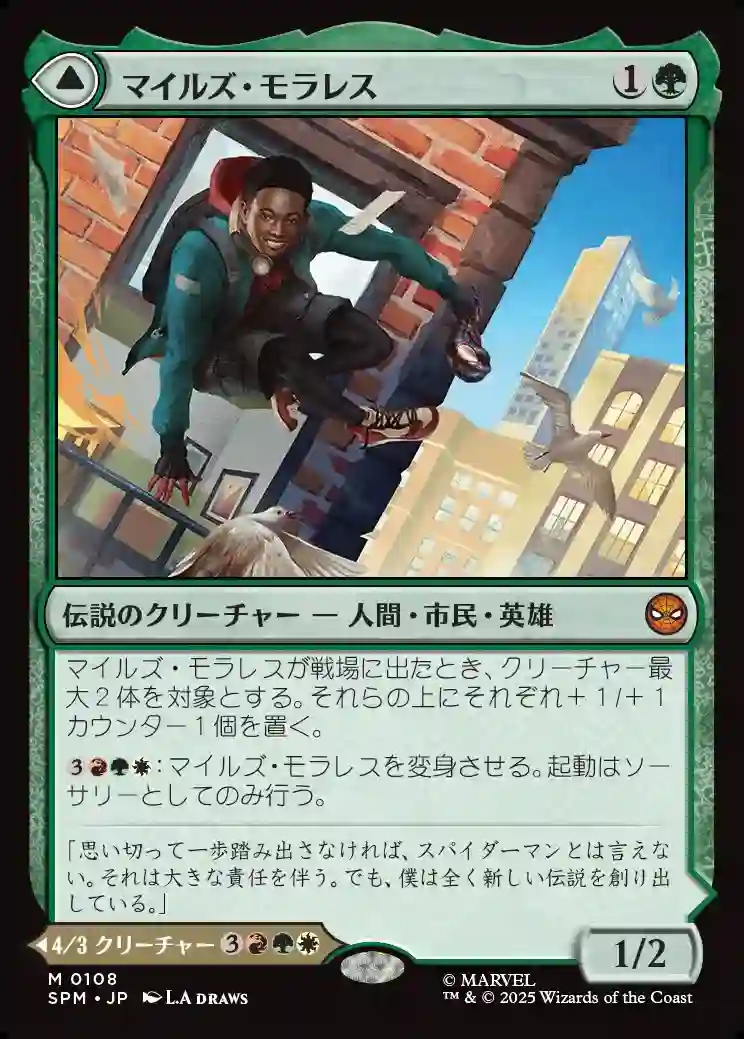 マイルズ・モラレス 1
伝説のクリーチャー — 人間・市民・英雄
マイルズ・モラレスが戦場に出たとき、クリーチャー最
大2体を対象とする。それらの上にそれぞれ+1/+1
カウンター1個を置く。
3:マイルズ・モラレスを変身させる。起動はソー
サリーとしてのみ行う。
「思い切って一歩踏み出さなければ、スパイダーマンとは言えな
い。それは大きな責任を伴う。でも、僕は全く新しい伝説を創り出
している。」
4/3 クリーチャー 3
1/2
M 0108
SPM・JP L.A DRAWS
© MARVEL
™ & © 2025 Wizards of the Coast